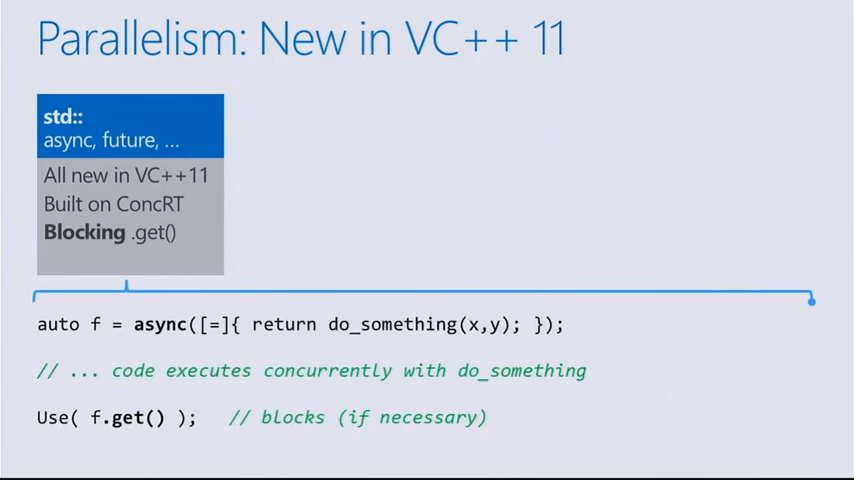 Parallelism: New in VC++ 11
std::
async, future, ...
All new in VC++11
Built on ConcRT
Blocking .get()
auto f = async([=]{ return do_something(x,y); });
// ... code executes concurrently with do_something
Use( f.get() );   // blocks (if necessary)